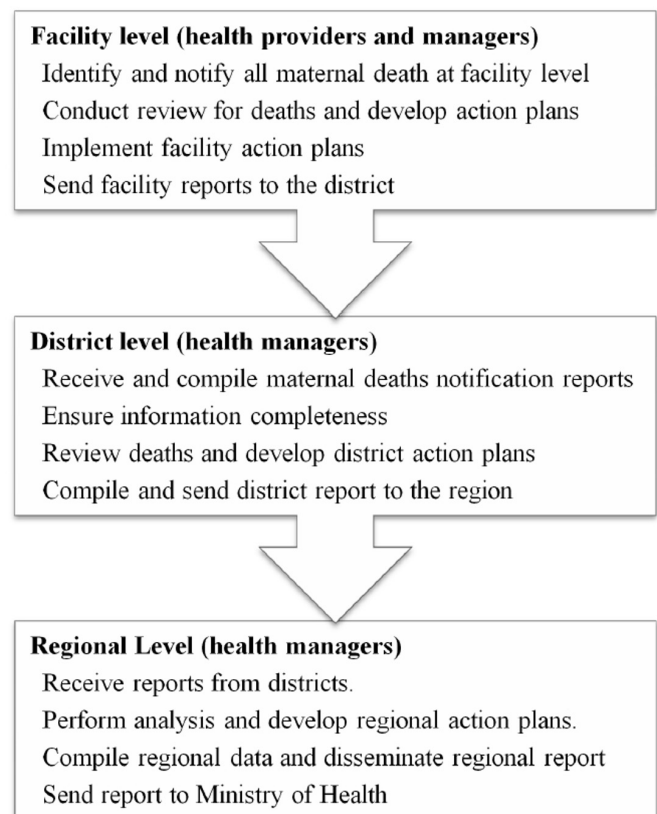 Facility level (health providers and managers)
Identify and notify all maternal death at facility level
Conduct review for deaths and develop action plans
Implement facility action plans
Send facility reports to the district
District level (health managers)
Receive and compile maternal deaths notification reports
Ensure information completeness
Review deaths and develop district action plans
Compile and send district report to the region
Regional Level (health managers)
Receive reports from districts.
Perform analysis and develop regional action plans.
Compile regional data and disseminate regional report
Send report to Ministry of Health